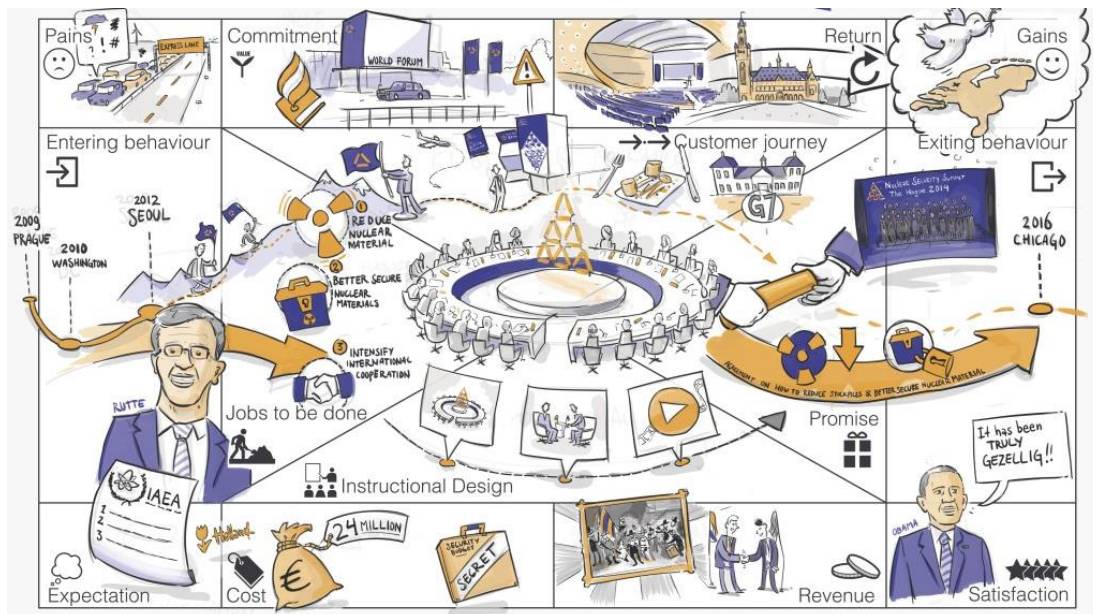 Pains
? ! #
EXPRESS LANE
Commitment
VALUE
WORLD FORUM
!
Return
Gains
Entering behaviour
Customer journey
Exiting behaviour
2009
PRAGUE
2010
WASHINGTON
2012
SEOUL
1
REDUCE
NUCLEAR
MATERIAL
2
BETTER SECURE
NUCLEAR
MATERIALS
3
INTENSIFY
INTERNATIONAL
COOPERATION
G7
Nuclear Security Summit
The Hague 2014
2016
CHICAGO
AGREEMENT ON HOW TO REDUCE STOCKPILES & BETTER SECURE NUCLEAR MATERIAL
RUTTE
Jobs to be done
Promise
Instructional Design
It has been
TRULY
GEZELLIG!!
OBAMA
IAEA
1
2
3
Holland
24 MILLION
€
SECURITY
BUDGET
SECRET
Expectation
Cost
Revenue
Satisfaction